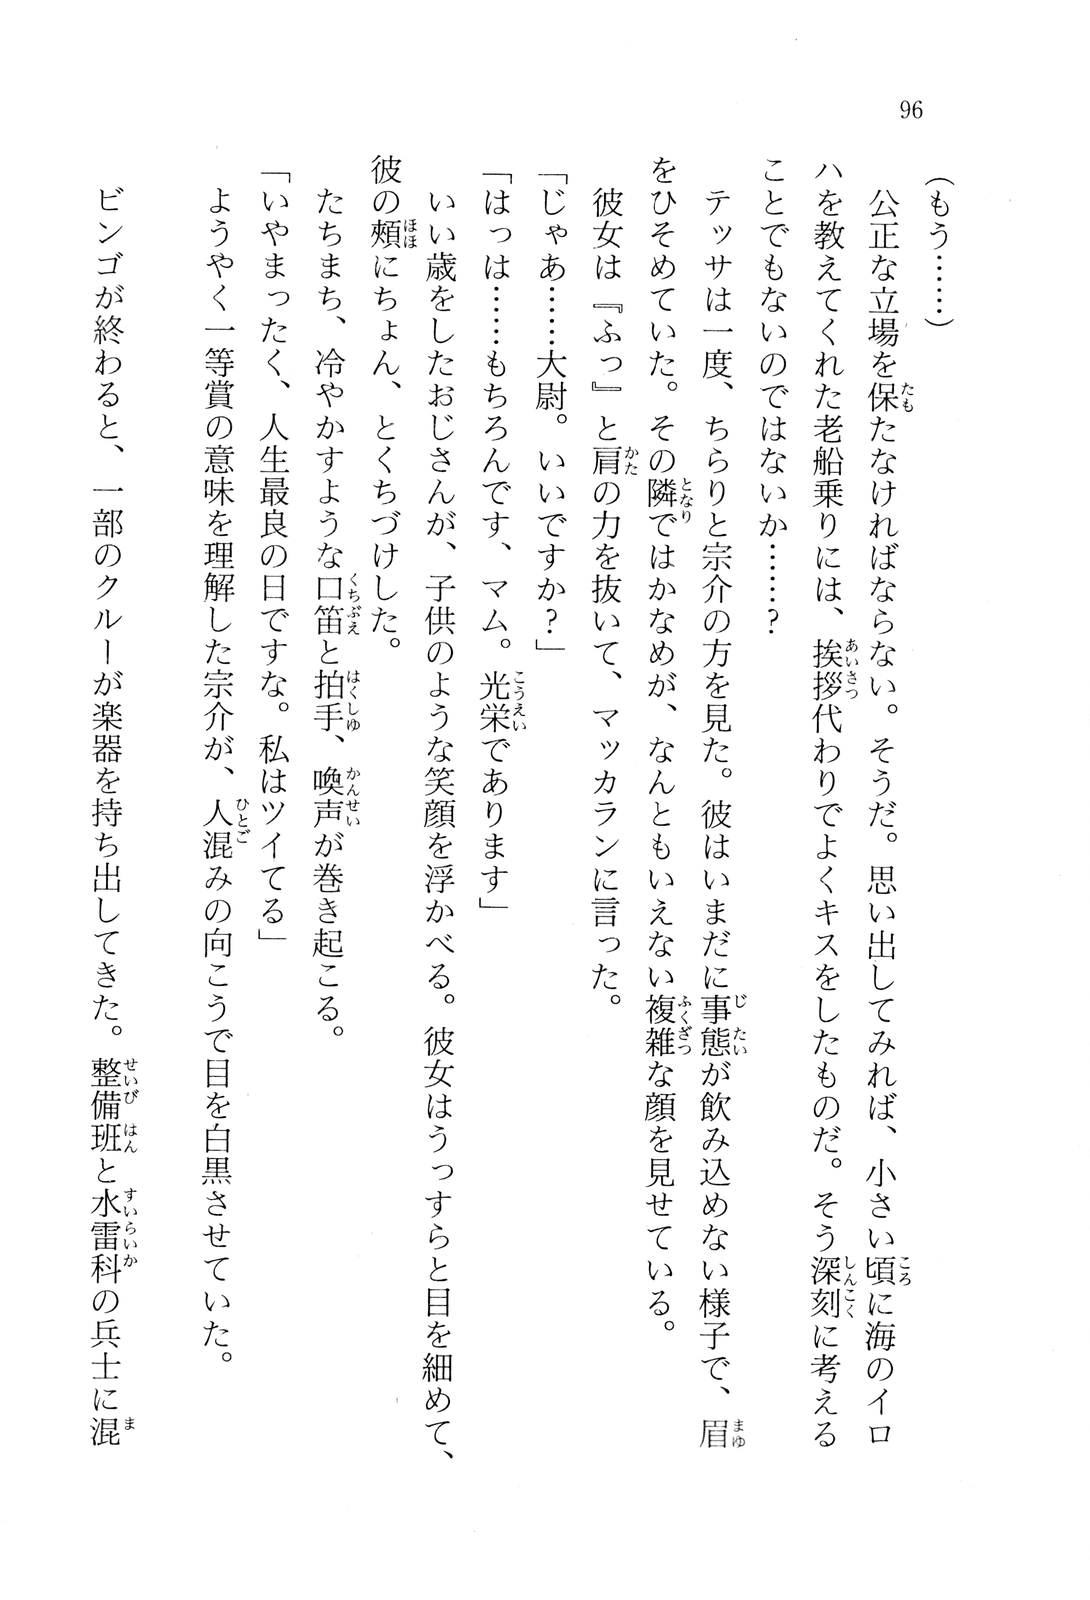 96
(もう……)
　公正な立場を保たなければならない。そうだ。思い出してみれば、小さい頃に海のイロ
ハを教えてくれた老船乗りには、挨拶代わりでよくキスをしたものだ。そう深刻に考える
ことでもないのではないか……?
　テッサは一度、ちらりと宗介の方を見た。彼はいまだに事態が飲み込めない様子で、眉
をひそめていた。その隣ではかなめが、なんともいえない複雑な顔を見せている。
　彼女は『ふっ』と肩の力を抜いて、マッカランに言った。
「じゃあ……大尉。いいですか?」
「はっは……もちろんです、マム。光栄であります」
　いい歳をしたおじさんが、子供のような笑顔を浮かべる。彼女はうっすらと目を細めて、
彼の頰にちょん、とくちづけした。
　たちまち、冷やかすような口笛と拍手、喚声が巻き起こる。
「いやまったく、人生最良の日ですな。私はツイてる」
　ようやく一等賞の意味を理解した宗介が、人混みの向こうで目を白黒させていた。
　ビンゴが終わると、一部のクルーが楽器を持ち出してきた。整備班と水雷科の兵士に混